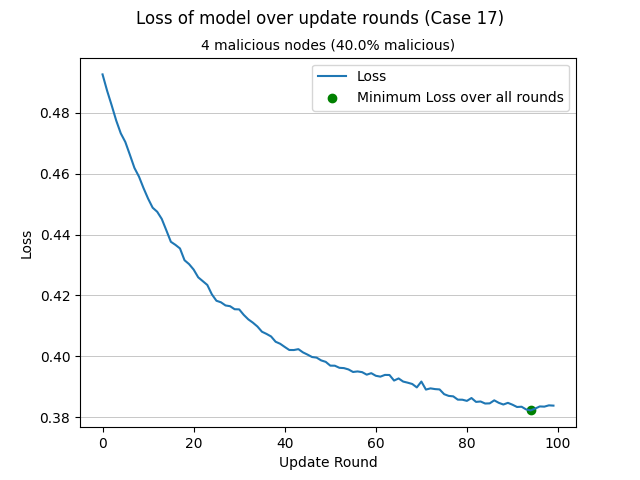 Loss of model over update rounds (Case 17)
4 malicious nodes (40.0% malicious)
Loss
Minimum Loss over all rounds
0.48
0.46
0.44
0.42
0.40
0.38
Loss
0 20 40 60 80 100
Update Round